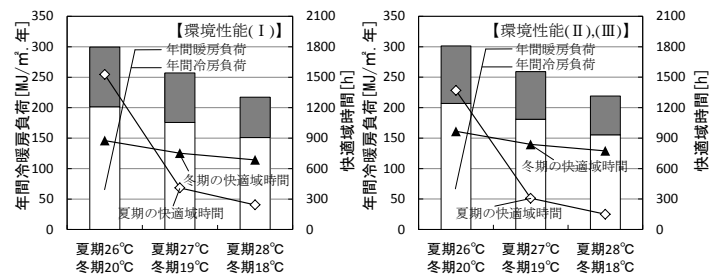 年間冷暖房負荷[MJ/㎡.年]
350
300
250
200
150
100
50
0
【環境性能(Ⅰ)】
年間暖房負荷
年間冷房負荷
冬期の快適域時間
夏期の快適域時間
2100
1800
1500
1200
900
600
300
0
快適域時間[h]
夏期26℃ 夏期27℃ 夏期28℃
冬期20℃ 冬期19℃ 冬期18℃
年間冷暖房負荷[MJ/㎡.年]
350
300
250
200
150
100
50
0
【環境性能(Ⅱ),(Ⅲ)】
年間暖房負荷
年間冷房負荷
冬期の快適域時間
夏期の快適域時間
2100
1800
1500
1200
900
600
300
0
快適域時間[h]
夏期26℃ 夏期27℃ 夏期28℃
冬期20℃ 冬期19℃ 冬期18℃